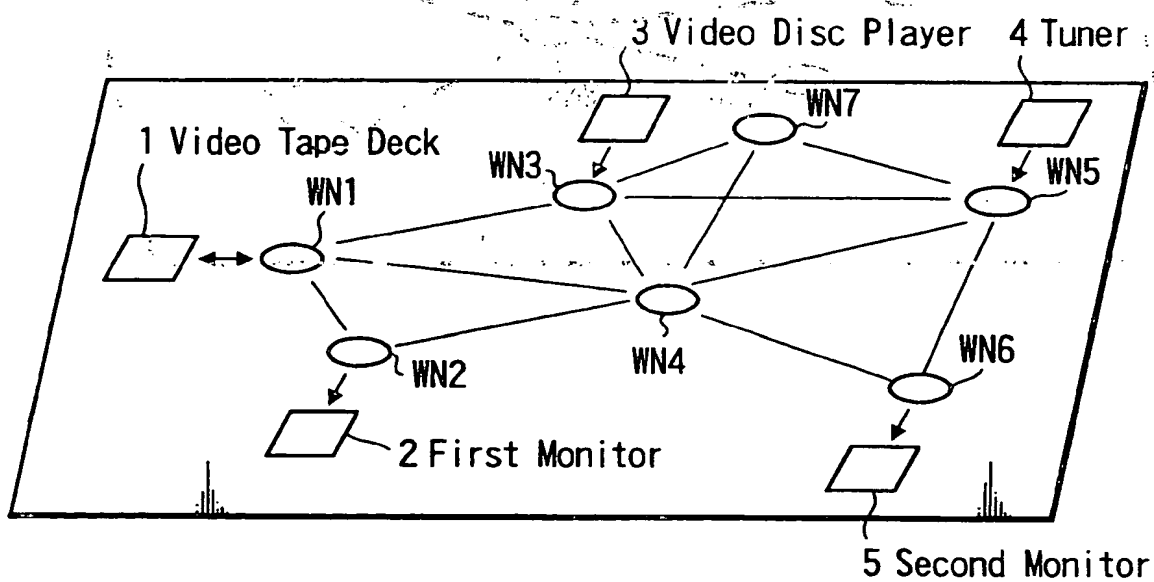 3 Video Disc Player
4 Tuner
WN7
1 Video Tape Deck
WN3
WN5
WN1
WN4
WN2
WN6
2 First Monitor
5 Second Monitor